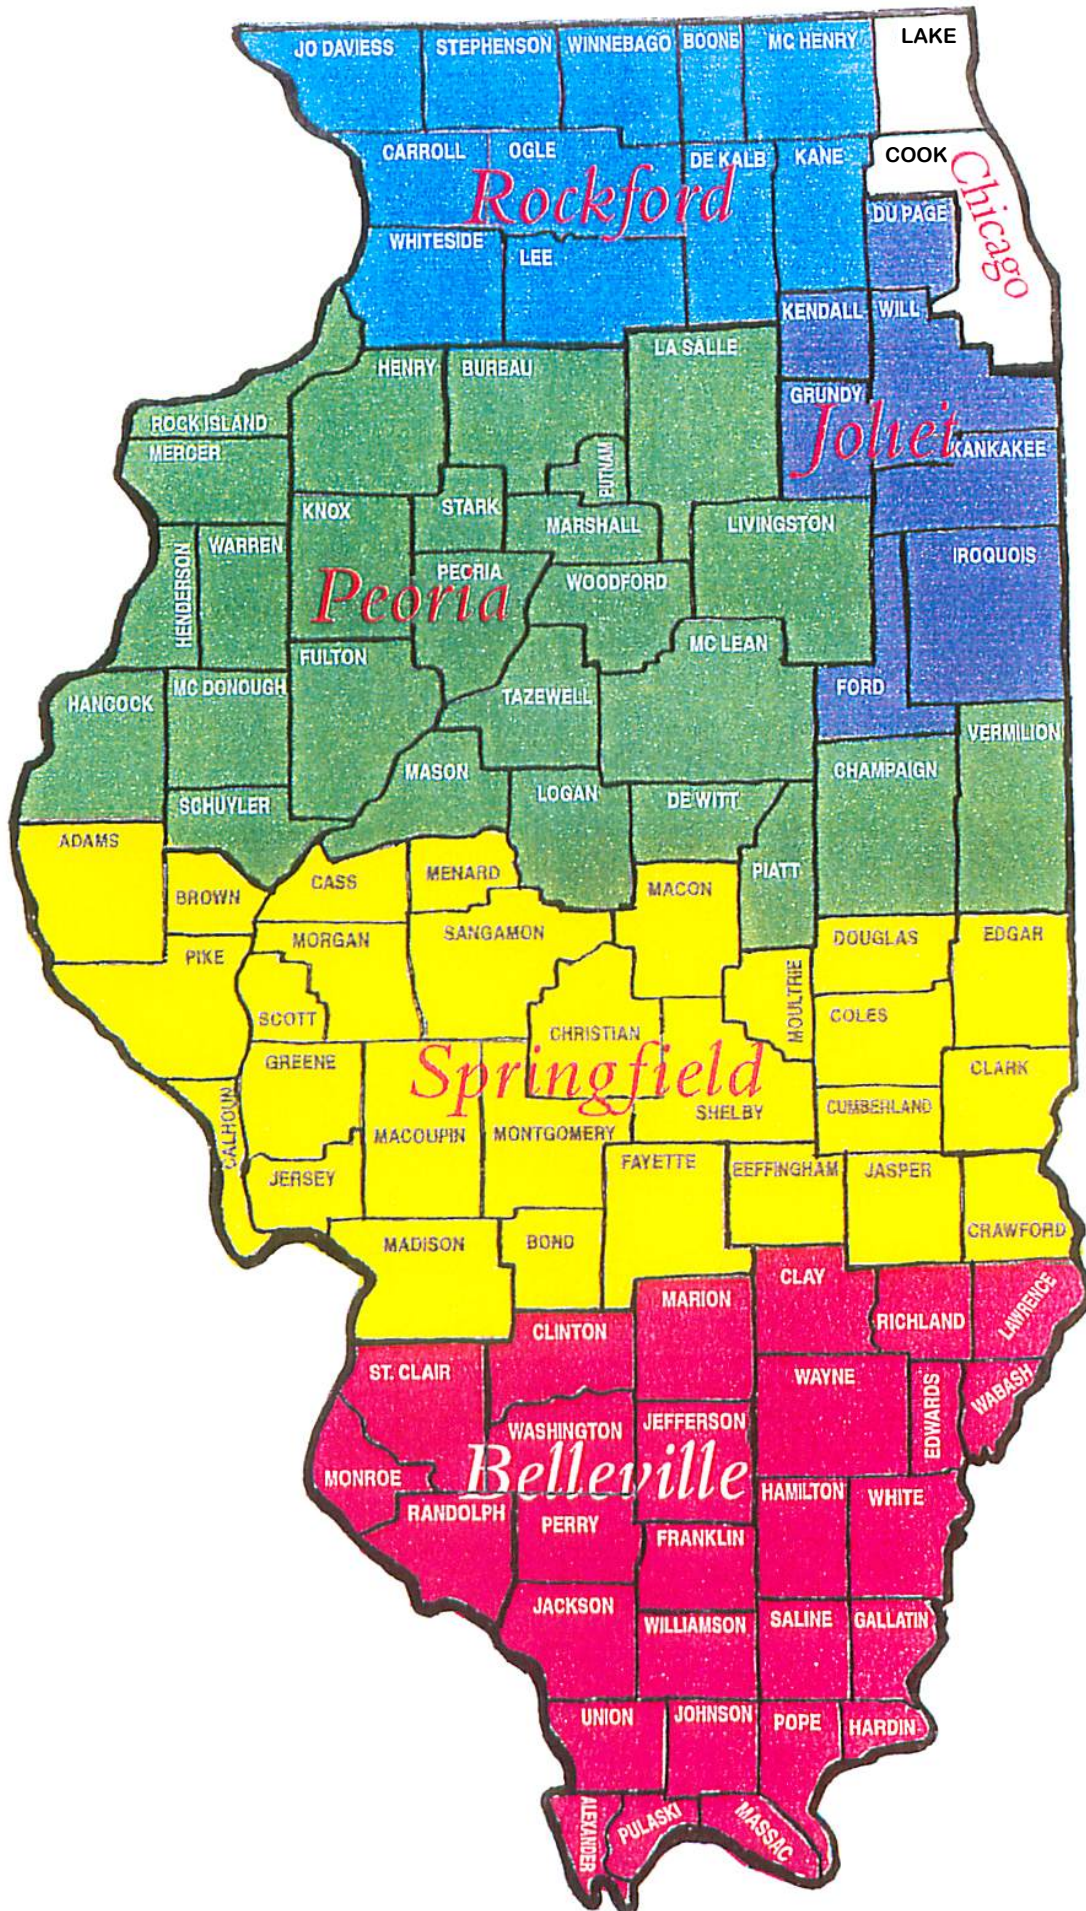 JO DAVIESS
STEPHENSON
WINNEBAGO
BOONE
MC HENRY
LAKE
CARROLL
OGLE
DE KALB
KANE
COOK
Rockford
Chicago
DU PAGE
WHITESIDE
LEE
KENDALL
WILL
HENRY
BUREAU
LA SALLE
GRUNDY
Joliet
ROCK ISLAND
MERCER
KANKAKEE
PUTNAM
KNOX
STARK
MARSHALL
LIVINGSTON
HENDERSON
WARREN
PEORIA
Peoria
WOODFORD
IROQUOIS
FULTON
MC LEAN
HANCOCK
MC DONOUGH
TAZEWELL
FORD
VERMILION
MASON
LOGAN
DE WITT
CHAMPAIGN
SCHUYLER
ADAMS
BROWN
CASS
MENARD
MACON
PIATT
PIKE
MORGAN
SANGAMON
DOUGLAS
EDGAR
SCOTT
CHRISTIAN
MOULTRIE
COLES
GREENE
Springfield
CLARK
CALHOUN
MACOUPIN
MONTGOMERY
SHELBY
CUMBERLAND
JERSEY
FAYETTE
EEFFINGHAM
JASPER
CRAWFORD
MADISON
BOND
CLAY
MARION
RICHLAND
LAWRENCE
CLINTON
ST. CLAIR
WAYNE
EDWARDS
WABASH
WASHINGTON
JEFFERSON
Belleville
MONROE
HAMILTON
WHITE
RANDOLPH
PERRY
FRANKLIN
JACKSON
WILLIAMSON
SALINE
GALLATIN
UNION
JOHNSON
POPE
HARDIN
ALEXANDER
PULASKI
MASSAC